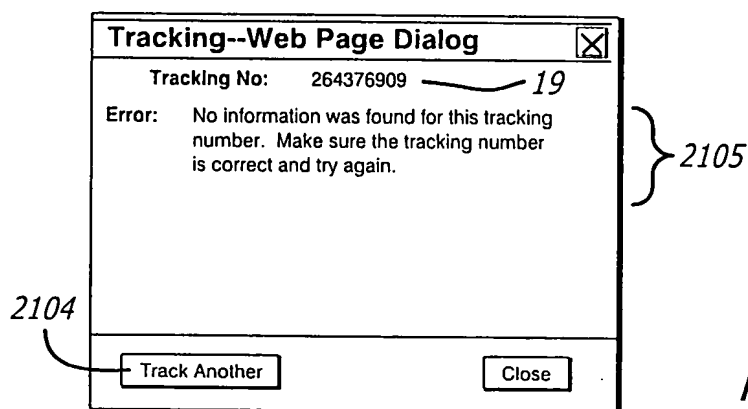 Tracking--Web Page Dialog
Tracking No: 264376909 19
Error: No information was found for this tracking
number. Make sure the tracking number
is correct and try again.
2105
2104
Track Another
Close